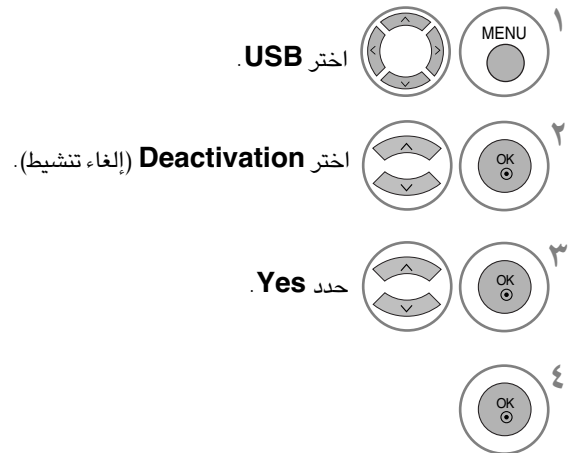 ١ MENU اختر USB.
٢ OK اختر Deactivation (إلغاء تنشيط).
٣ OK حدد Yes.
٤ OK